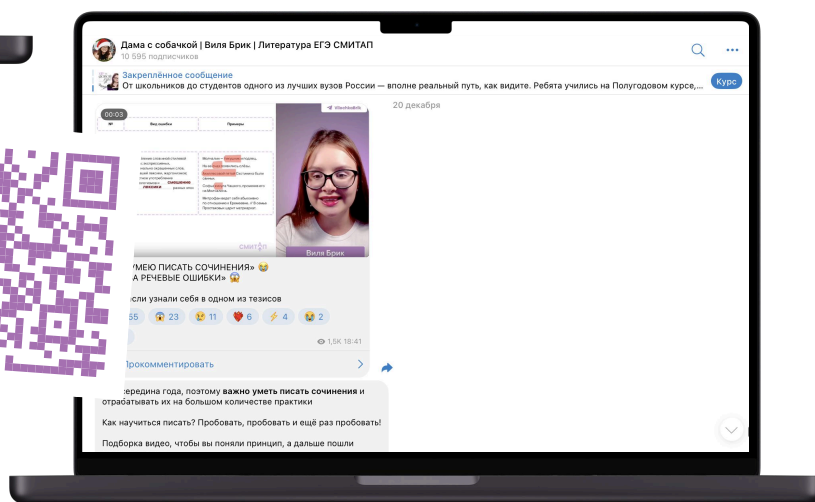 Дама с собачкой | Виля Брик | Литература ЕГЭ СМИТАП
10 595 подписчиков
Закреплённое сообщение
От школьников до студентов одного из лучших вузов России — вполне реальный путь, как видите. Ребята учились на Полугодовом курсе,...
Курс
20 декабря
00:03
№
Вид ошибки
Примеры
смешение
лексики
СМИТАП
Виля Брик
УМЕЮ ПИСАТЬ СОЧИНЕНИЯ» 😭
А РЕЧЕВЫЕ ОШИБКИ» 😱
если узнали себя в одном из тезисов
55 😱 23 😢 11 ❤️‍🔥 6 ⚡ 4 😭 2
1,5K 18:41
Прокомментировать
середина года, поэтому важно уметь писать сочинения и
отрабатывать их на большом количестве практики
Как научиться писать? Пробовать, пробовать и ещё раз пробовать!
Подборка видео, чтобы вы поняли принцип, а дальше пошли